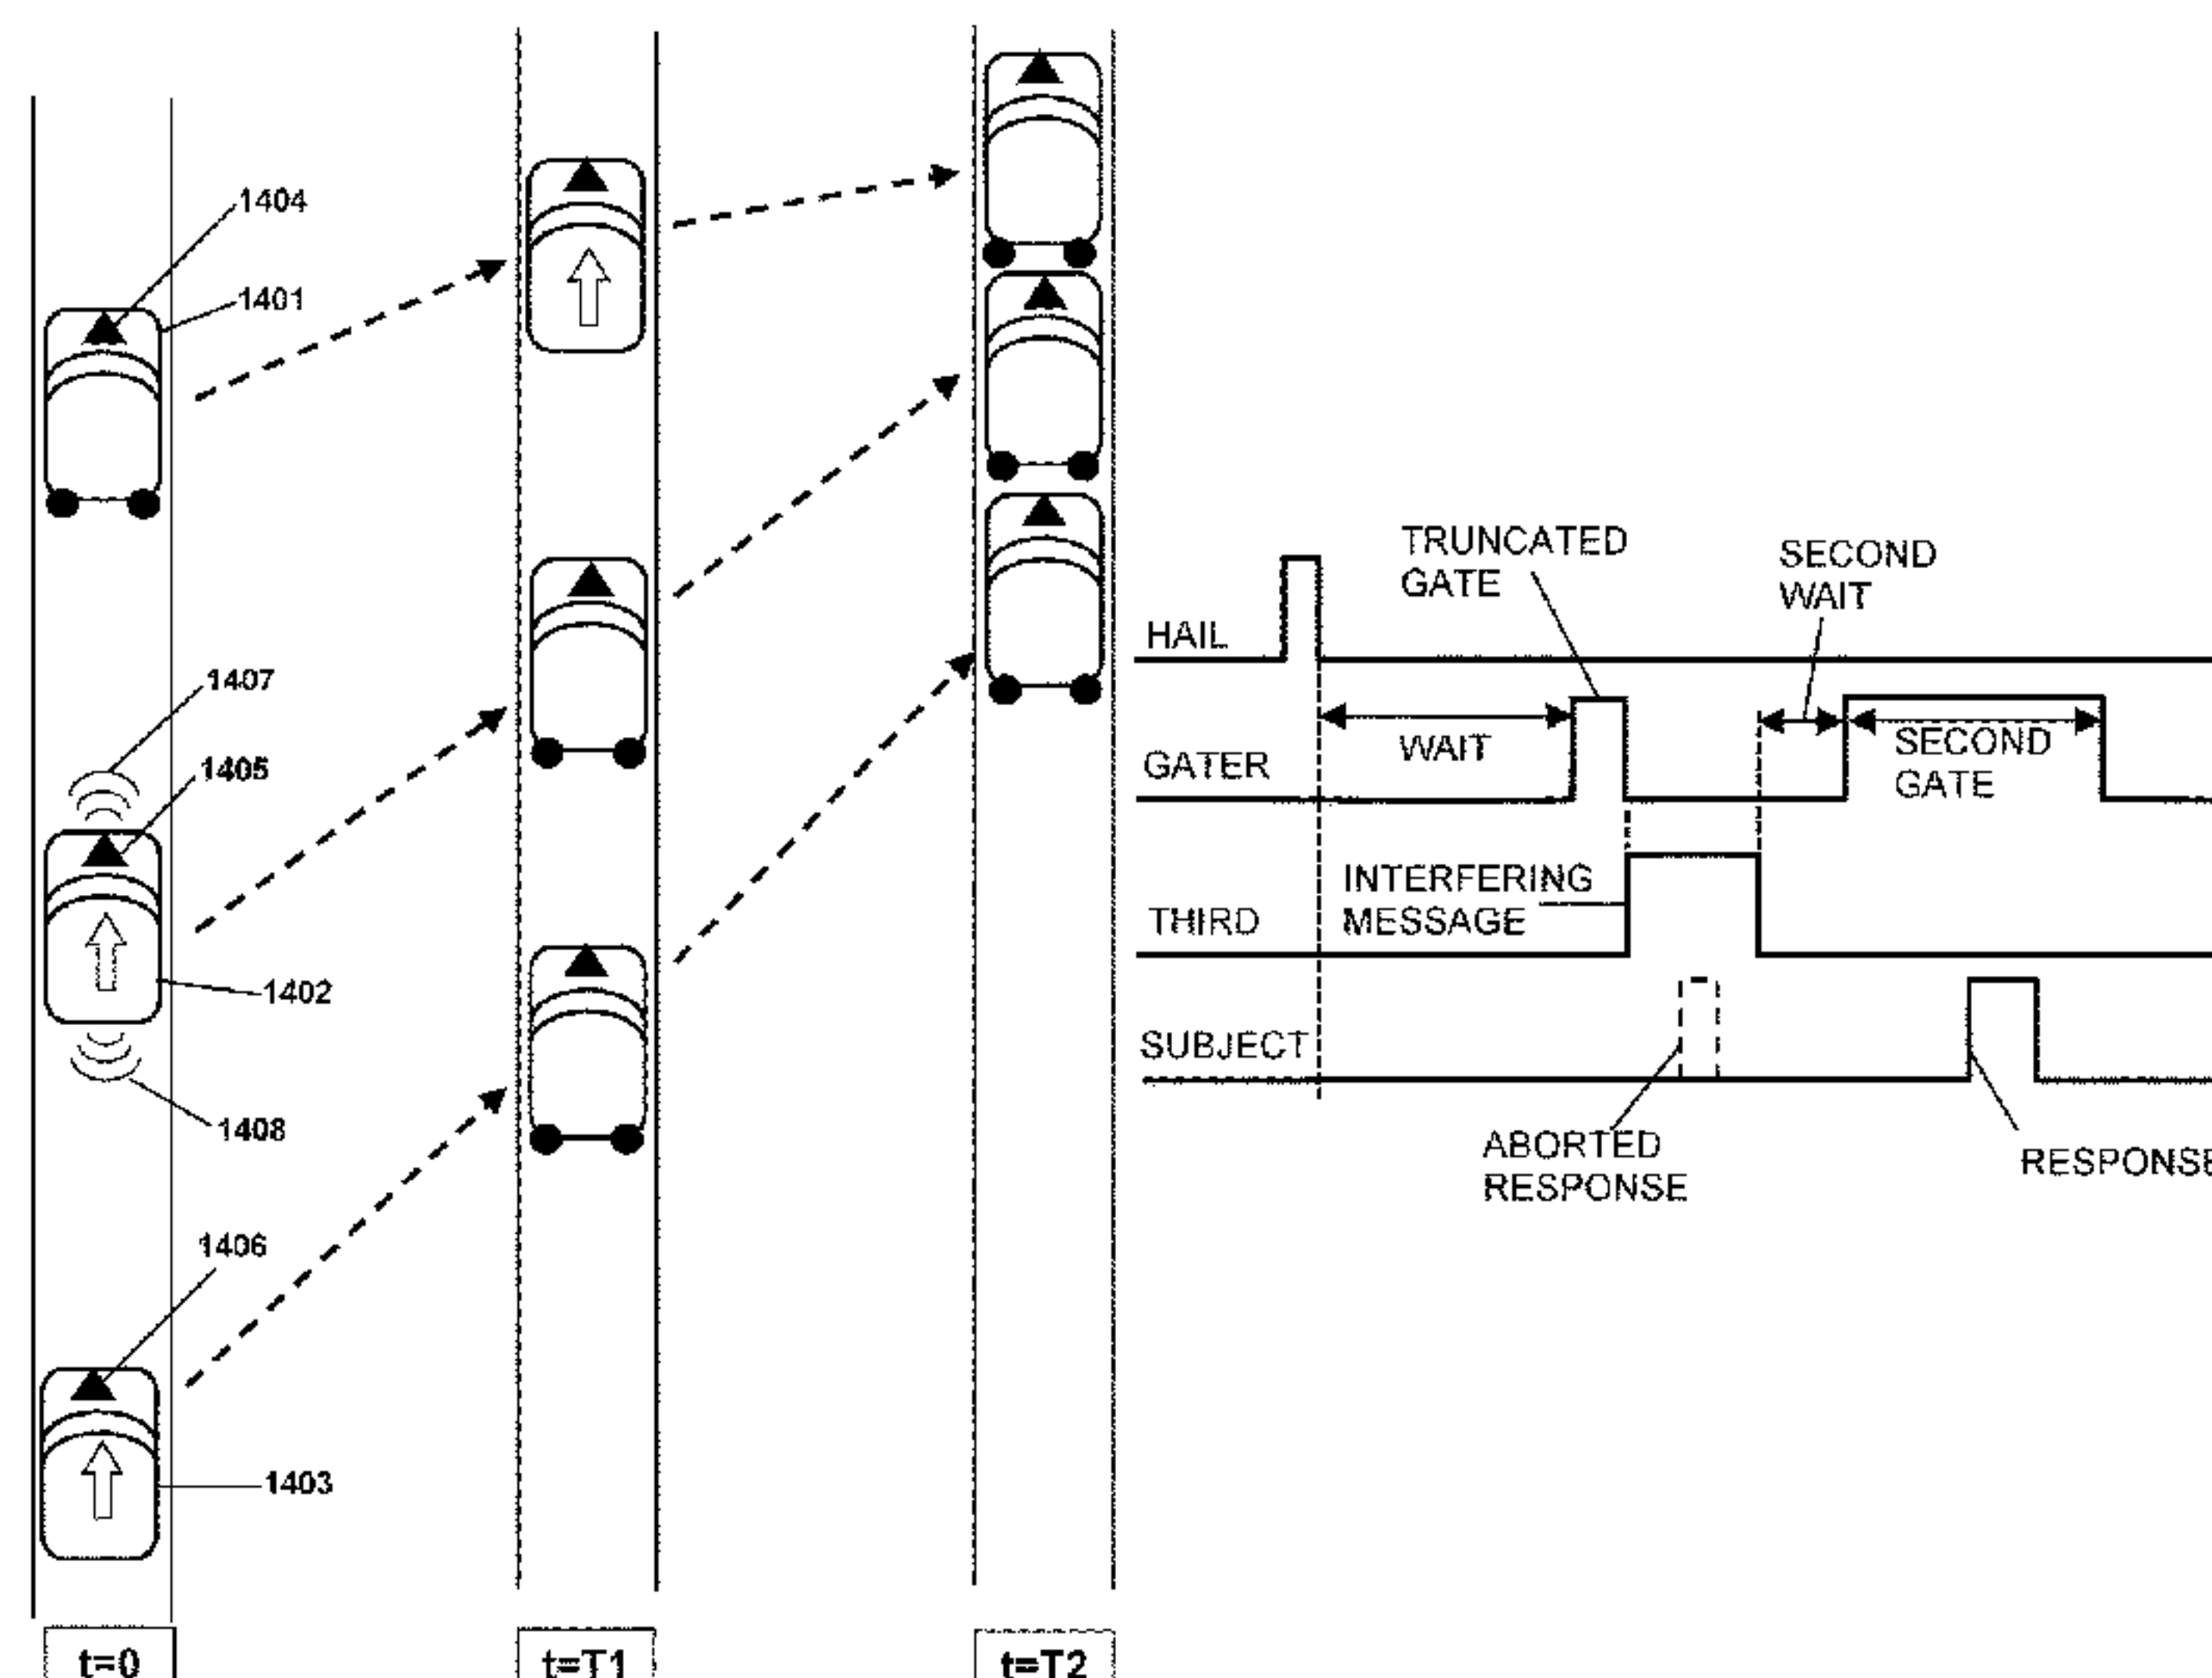 1404
1401
1407
1405
1402
1408
1406
1403
t=0
t=T1
t=T2
TRUNCATED
GATE
SECOND
WAIT
HAIL
WAIT
SECOND
GATE
GATER
INTERFERING
MESSAGE
THIRD
SUBJECT
ABORTED
RESPONSE
RESPONSE